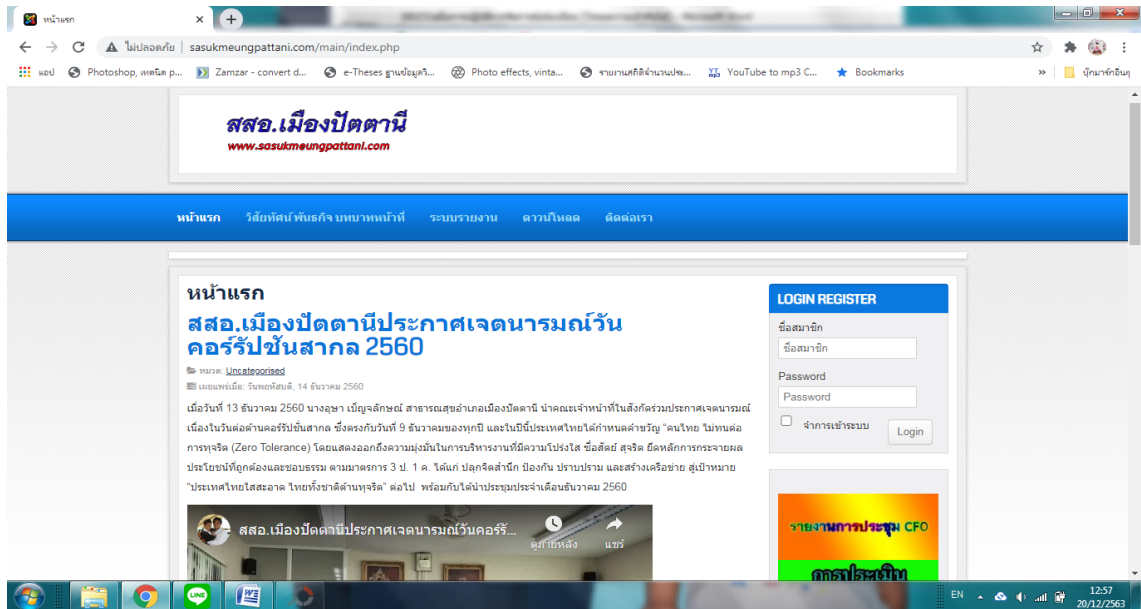 หน้าแรก
ไม่ปลอดภัย | sasukmeungpattani.com/main/index.php
แอป Photoshop, เทคนิค p... Zamzar - convert d... e-Theses ฐานข้อมูลวิ... Photo effects, vinta... รายงานสถิติจำนวนประ... YouTube to mp3 C... Bookmarks » บุ๊กมาร์กอื่นๆ
สสอ.เมืองปัตตานี
www.sasukmeungpattani.com
หน้าแรก วิสัยทัศน์ พันธกิจ บทบาทหน้าที่ ระบบรายงาน ดาวน์โหลด ติดต่อเรา
หน้าแรก
สสอ.เมืองปัตตานีประกาศเจตนารมณ์วัน
คอร์รัปชันสากล 2560
หมวด: Uncategorised
เผยแพร่เมื่อ: วันพฤหัสบดี, 14 ธันวาคม 2560
เมื่อวันที่ 13 ธันวาคม 2560 นางอุษา เบ็ญจลักษณ์ สาธารณสุขอำเภอเมืองปัตตานี นำคณะเจ้าหน้าที่ในสังกัดร่วมประกาศเจตนารมณ์
เนื่องในวันต่อต้านคอร์รัปชั่นสากล ซึ่งตรงกับวันที่ 9 ธันวาคมของทุกปี และในปีนี้ประเทศไทยได้กำหนดคำขวัญ "คนไทย ไม่ทนต่อ
การทุจริต (Zero Tolerance) โดยแสดงออกถึงความมุ่งมั่นในการบริหารงานที่มีความโปร่งใส ซื่อสัตย์ สุจริต ยึดหลักการกระจายผล
ประโยชน์ที่ถูกต้องและชอบธรรม ตามมาตรการ 3 ป. 1 ค. ได้แก่ ปลุกจิตสำนึก ป้องกัน ปราบปราม และสร้างเครือข่าย สู่เป้าหมาย
"ประเทศไทยใสสะอาด ไทยทั้งชาติต้านทุจริต" ต่อไป พร้อมกับได้นำประชุมประจำเดือนธันวาคม 2560
สสอ.เมืองปัตตานีประกาศเจตนารมณ์วันคอร์รั...
ดูภายหลัง แชร์
LOGIN REGISTER
ชื่อสมาชิก
ชื่อสมาชิก
Password
Password
จำการเข้าระบบ Login
รายงานการประชุม CFO
การประเมิน
EN 12:57
20/12/2563